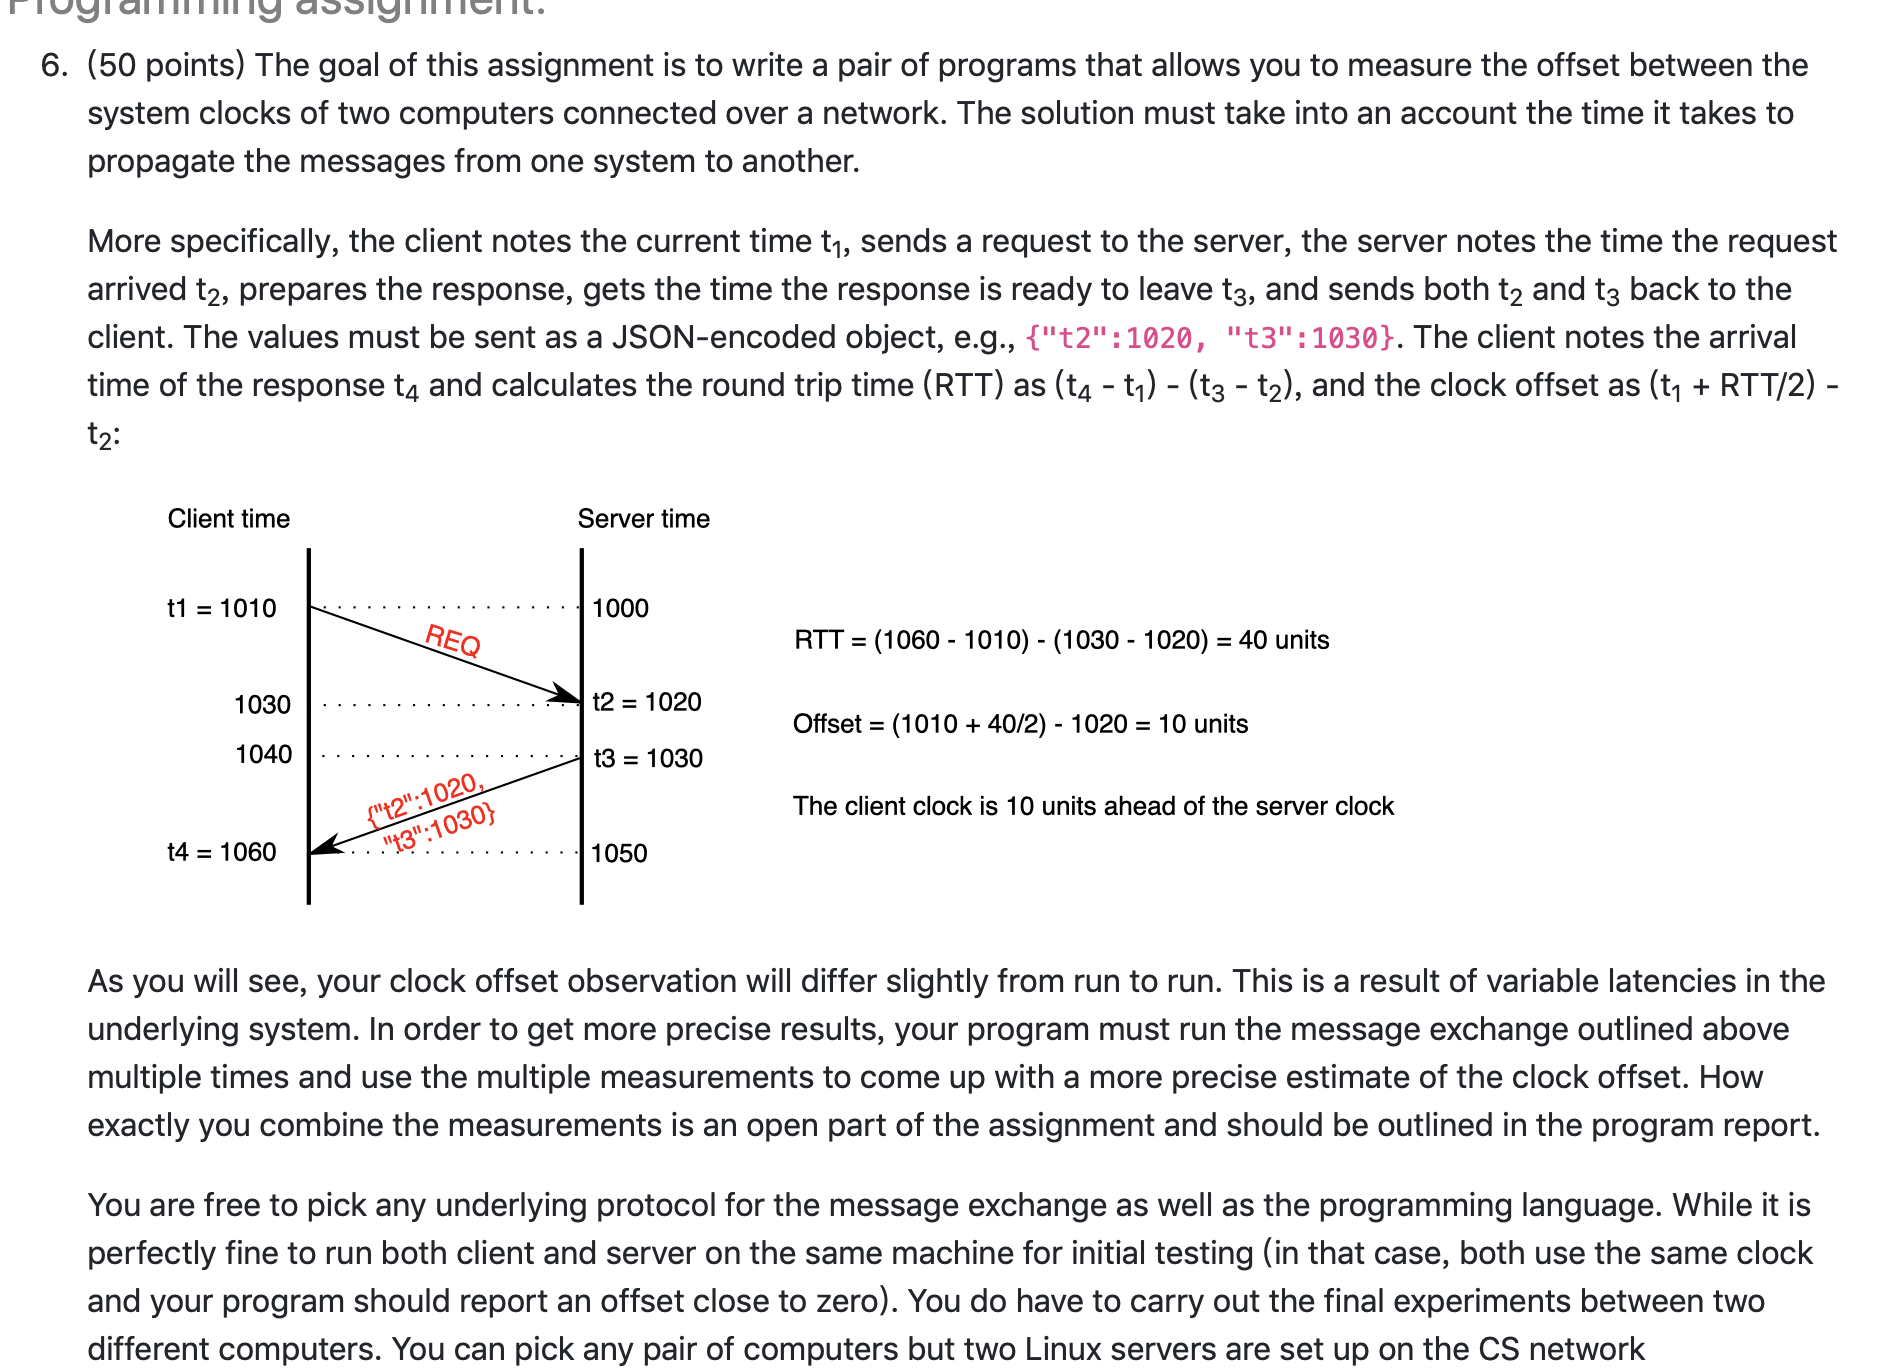 Programming assignment:
6. (50 points) The goal of this assignment is to write a pair of programs that allows you to measure the offset between the
system clocks of two computers connected over a network. The solution must take into an account the time it takes to
propagate the messages from one system to another.
More specifically, the client notes the current time t₁, sends a request to the server, the server notes the time the request
arrived t₂, prepares the response, gets the time the response is ready to leave t₃, and sends both t₂ and t₃ back to the
client. The values must be sent as a JSON-encoded object, e.g., {"t2":1020, "t3":1030}. The client notes the arrival
time of the response t₄ and calculates the round trip time (RTT) as (t₄ - t₁) - (t₃ - t₂), and the clock offset as (t₁ + RTT/2) -
t₂:
Client time
Server time
t1 = 1010
1000
REQ
RTT = (1060 - 1010) - (1030 - 1020) = 40 units
1030
t2 = 1020
Offset = (1010 + 40/2) - 1020 = 10 units
1040
t3 = 1030
{"t2":1020,
"t3":1030}
The client clock is 10 units ahead of the server clock
t4 = 1060
1050
As you will see, your clock offset observation will differ slightly from run to run. This is a result of variable latencies in the
underlying system. In order to get more precise results, your program must run the message exchange outlined above
multiple times and use the multiple measurements to come up with a more precise estimate of the clock offset. How
exactly you combine the measurements is an open part of the assignment and should be outlined in the program report.
You are free to pick any underlying protocol for the message exchange as well as the programming language. While it is
perfectly fine to run both client and server on the same machine for initial testing (in that case, both use the same clock
and your program should report an offset close to zero). You do have to carry out the final experiments between two
different computers. You can pick any pair of computers but two Linux servers are set up on the CS network